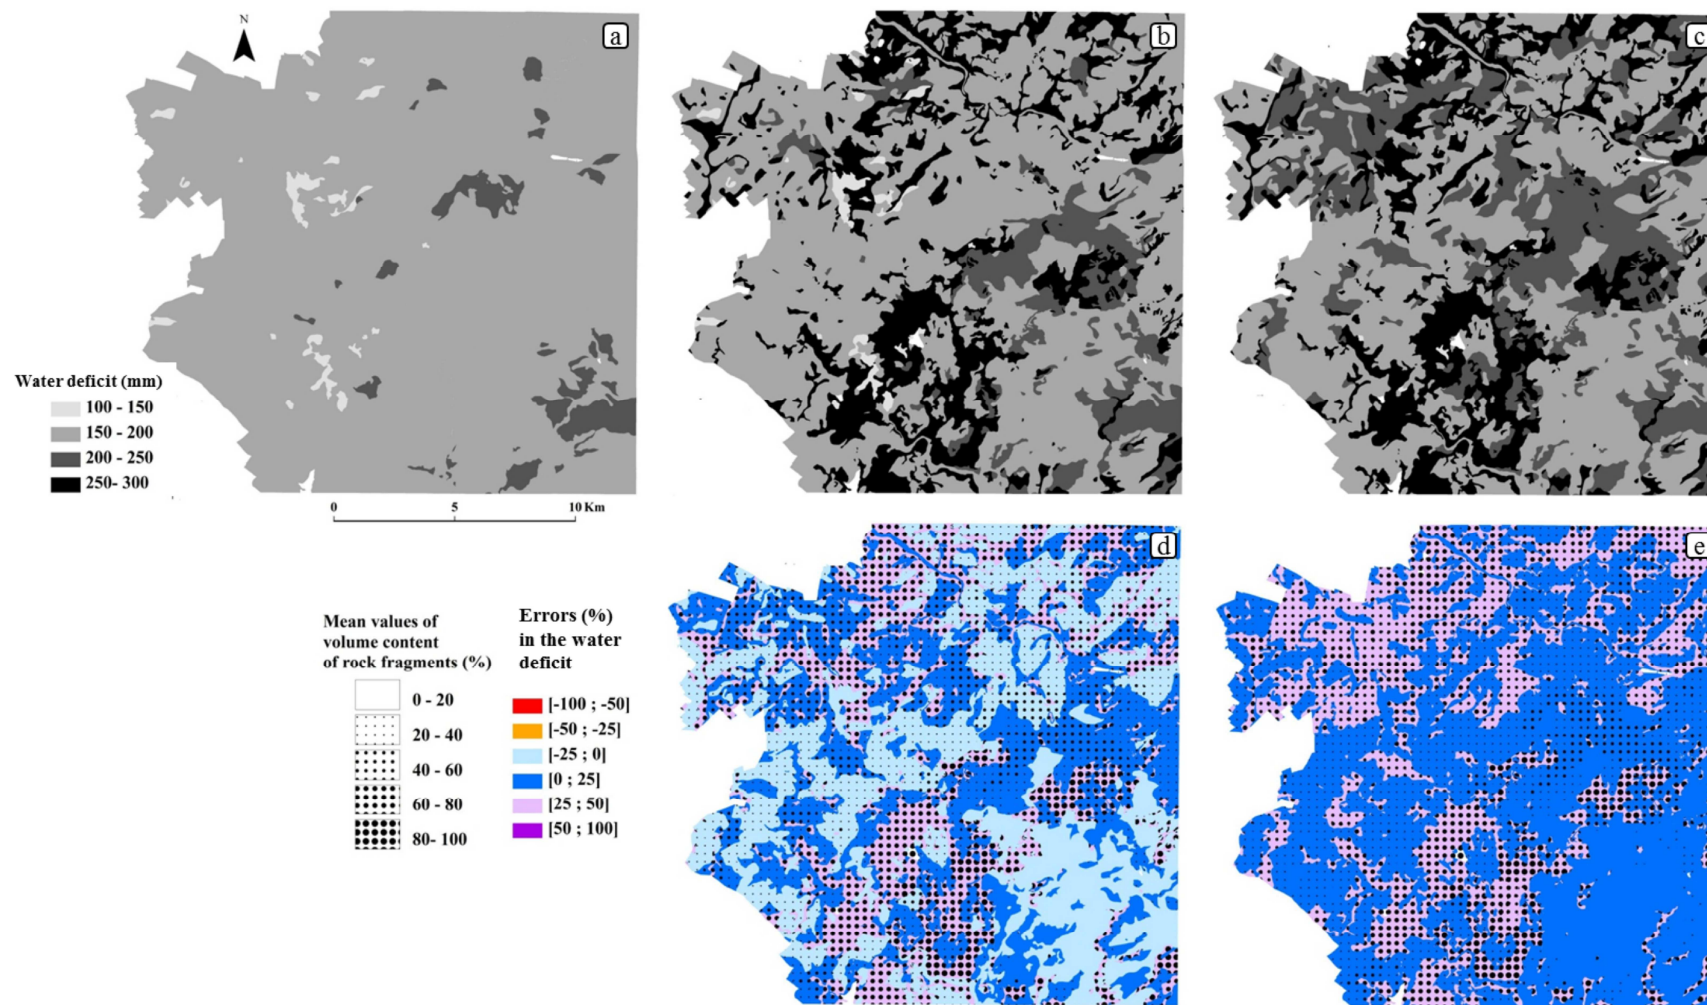 N
a
b
c
Water deficit (mm)
100 - 150
150 - 200
200 - 250
250- 300
0 5 10 Km
d
e
Mean values of
volume content
of rock fragments (%)
0 - 20
20 - 40
40 - 60
60 - 80
80- 100
Errors (%)
in the water
deficit
[-100 ; -50]
[-50 ; -25]
[-25 ; 0]
[0 ; 25]
[25 ; 50]
[50 ; 100]